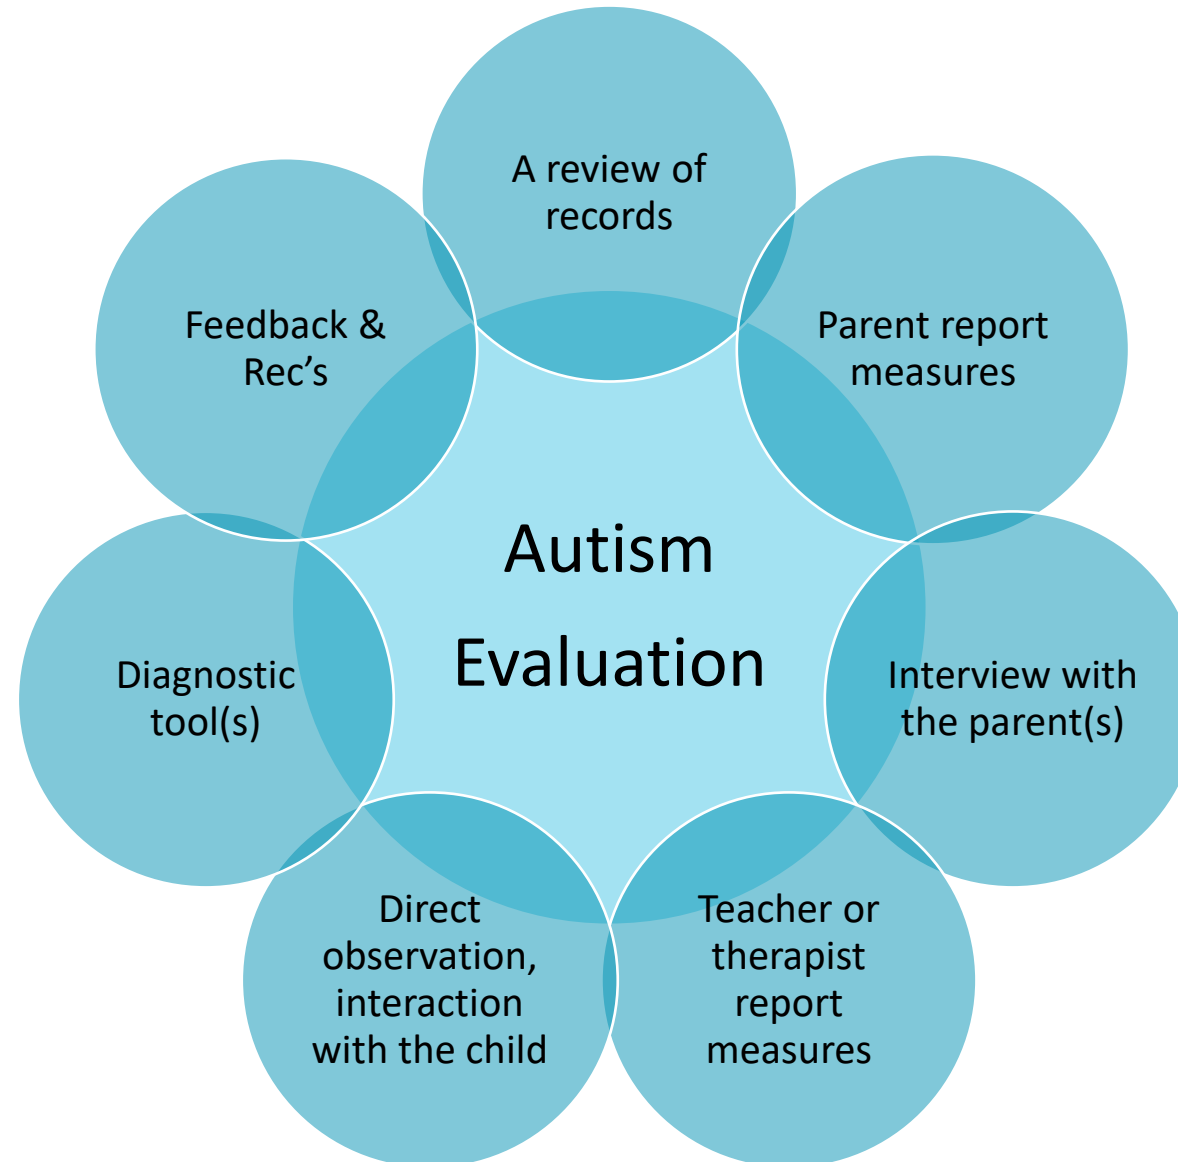 A review of
records
Parent report
measures
Interview with
the parent(s)
Teacher or
therapist
report
measures
Direct
observation,
interaction
with the child
Diagnostic
tool(s)
Feedback &
Rec’s
Autism
Evaluation